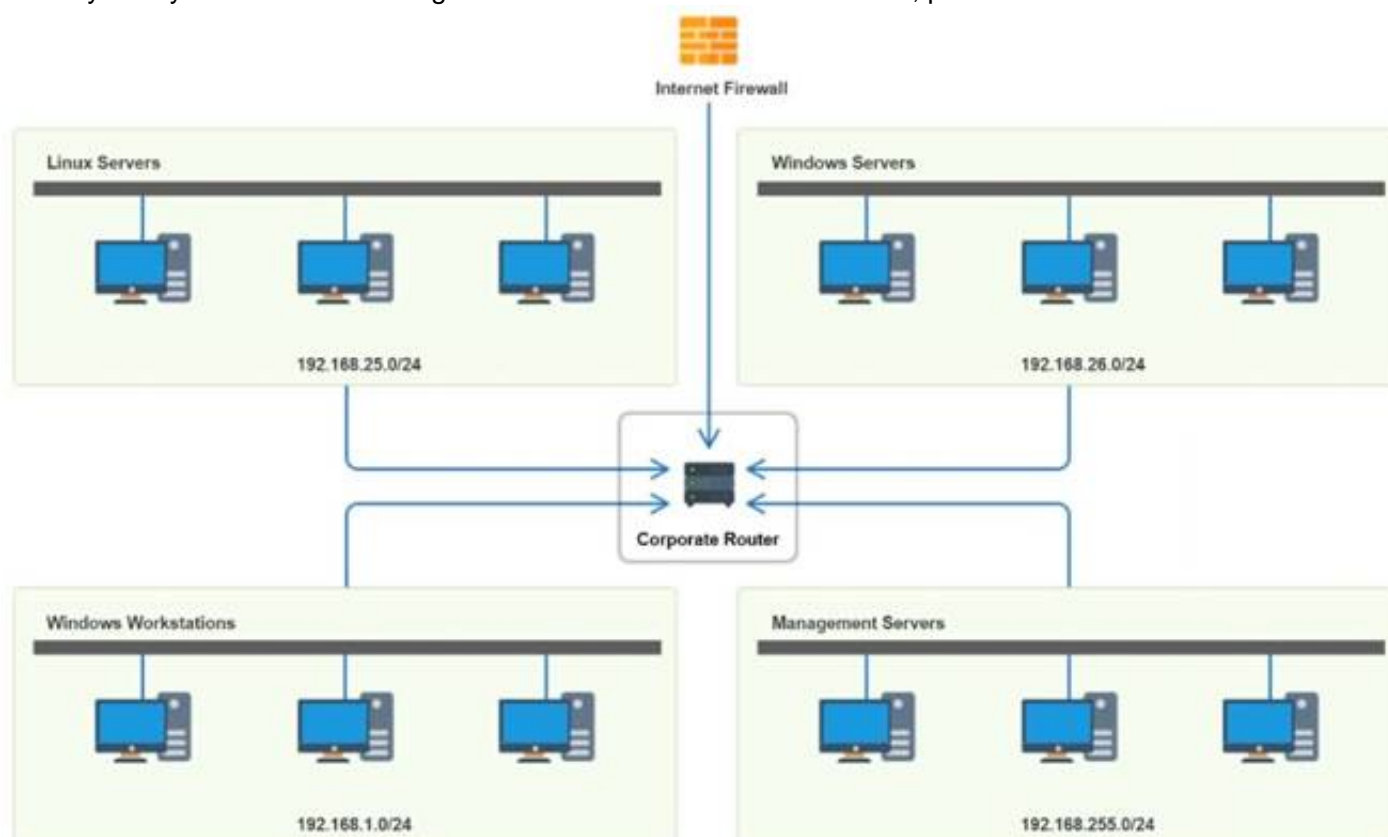 Internet Firewall
Linux Servers
Windows Servers
192.168.25.0/24
192.168.26.0/24
Corporate Router
Windows Workstations
Management Servers
192.168.1.0/24
192.168.255.0/24